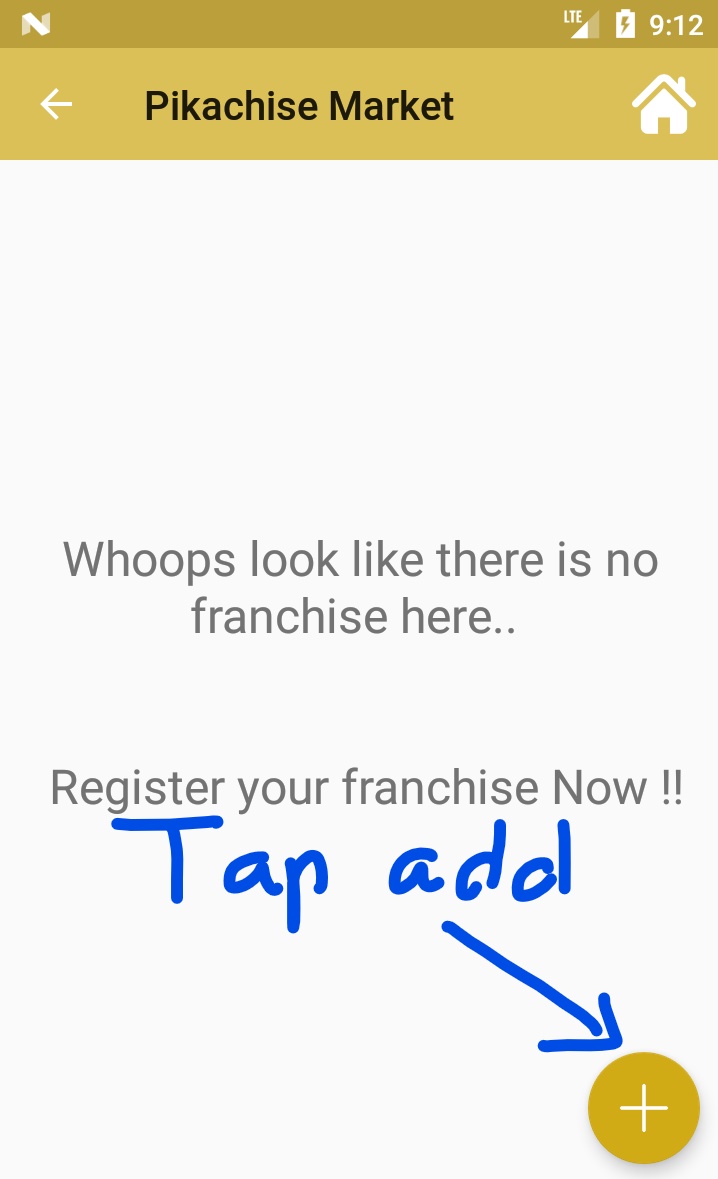 LTE 9:12
Pikachise Market
Whoops look like there is no
franchise here..
Register your franchise Now !!
Tap add